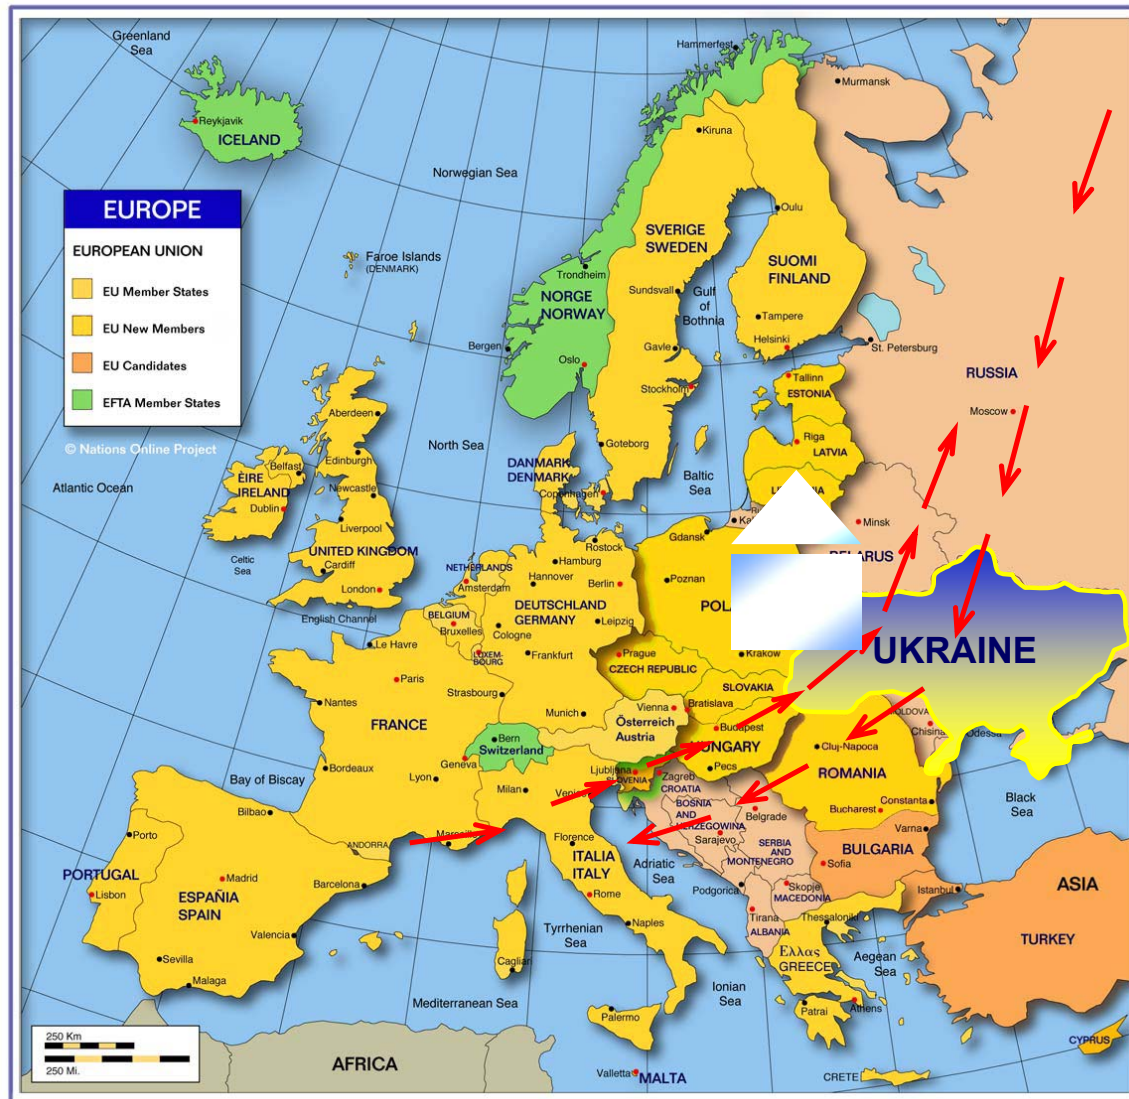 Greenland
Sea
Hammerfest
Murmansk
Reykjavik
ICELAND
Kiruna
Norwegian Sea
EUROPE
EUROPEAN UNION
EU Member States
EU New Members
EU Candidates
EFTA Member States
© Nations Online Project
Faroe Islands
(DENMARK)
Oulu
SVERIGE
SWEDEN
SUOMI
FINLAND
Trondheim
NORGE
NORWAY
Sundsvall
Gulf
of
Bothnia
Tampere
Helsinki
St. Petersburg
Bergen
Oslo
Gavle
Stockholm
Tallinn
ESTONIA
RUSSIA
Moscow
Aberdeen
North Sea
Goteborg
Riga
LATVIA
Edinburgh
Belfast
ÈIRE
IRELAND
Dublin
Newcastle
Liverpool
Atlantic Ocean
DANMARK
DENMARK
Copenhagen
Baltic
Sea
Minsk
Gdansk
Celtic
Sea
UNITED KINGDOM
Cardiff
London
English Channel
NETHERLANDS
Amsterdam
Rostock
Hamburg
Hannover
Berlin
Poznan
BELGIUM
Bruxelles
LUXEM-
BOURG
DEUTSCHLAND
GERMANY
Leipzig
Cologne
Frankfurt
Prague
CZECH REPUBLIC
Krakow
UKRAINE
Le Havre
Paris
Strasbourg
SLOVAKIA
Nantes
FRANCE
Munich
Vienna
Bratislava
Österreich
Austria
Budapest
HUNGARY
Pecs
Cluj-Napoca
ROMANIA
Odessa
Bern
Switzerland
Geneva
Ljubljana
SLOVENIA
Zagreb
CROATIA
Bay of Biscay
Bordeaux
Lyon
Milan
BOSNIA
AND
HERZEGOWINA
Sarajevo
Belgrade
Bucharest
Constanta
Black
Sea
Bilbao
Porto
ANDORRA
Florence
ITALIA
ITALY
Adriatic
Sea
SERBIA
AND
MONTENEGRO
Varna
BULGARIA
Sofia
PORTUGAL
Lisbon
Madrid
ESPAÑIA
SPAIN
Barcelona
Rome
Podgorica
Skopje
MACEDONIA
Istanbul
ASIA
TURKEY
Valencia
Naples
Tyrrhenian
Sea
Tirana
ALBANIA
Thessaloniki
Sevilla
Malaga
Cagliari
Ελλας
GREECE
Aegean
Sea
Mediterranean Sea
Ionian
Sea
Palermo
Patrai
Athens
250 Km
250 Mi.
AFRICA
Valletta
MALTA
CRETE
CYPRUS